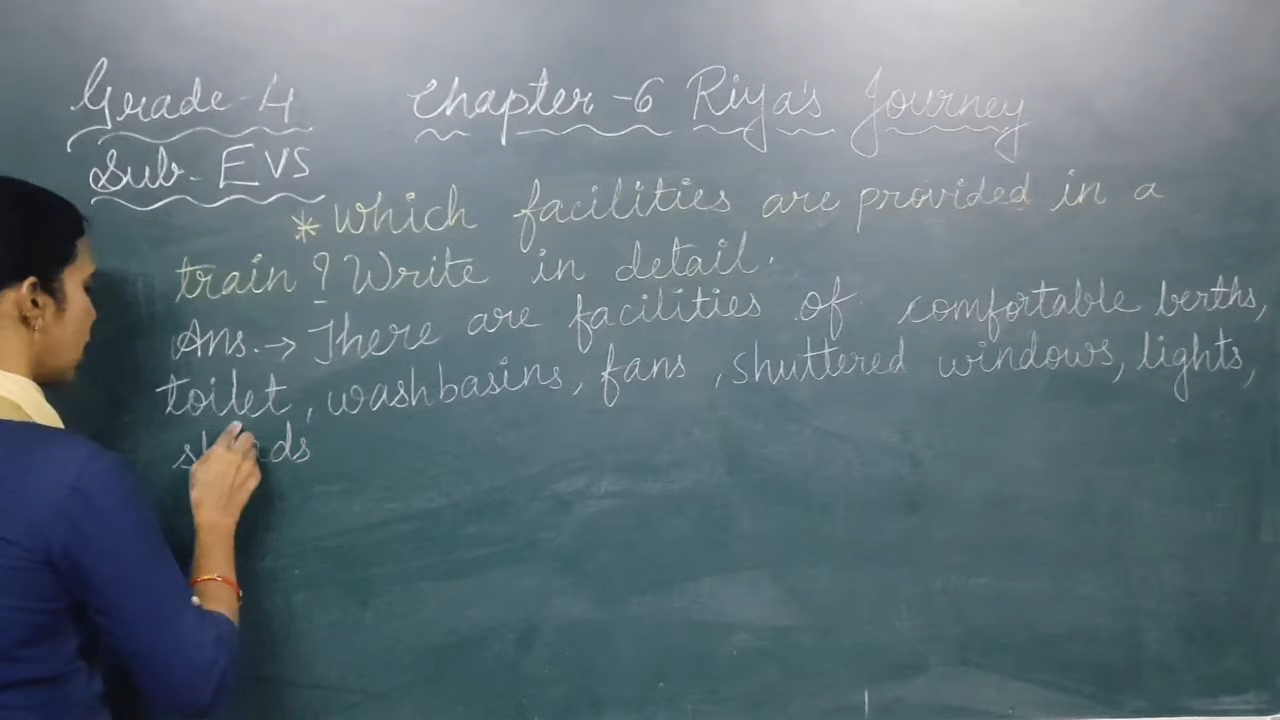 Grade-4 Chapter-6 Riya's Journey
Sub-EVS
* Which facilities are provided in a
train? Write in detail.
Ans.→ There are facilities of comfortable berths,
toilet, washbasins, fans, shuttered windows, lights,